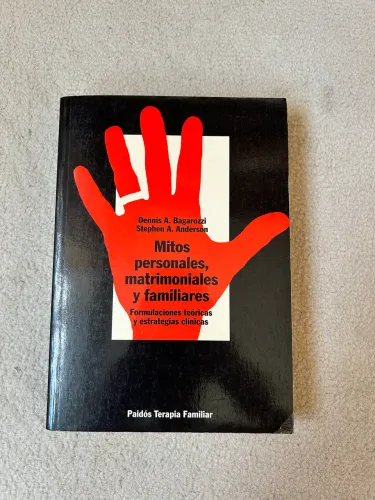 Dennis A. Bagarozzi
Stephen A. Anderson
Mitos
personales,
matrimoniales
y familiares
Formulaciones teóricas
y estrategias clínicas
Paidós Terapia Familiar